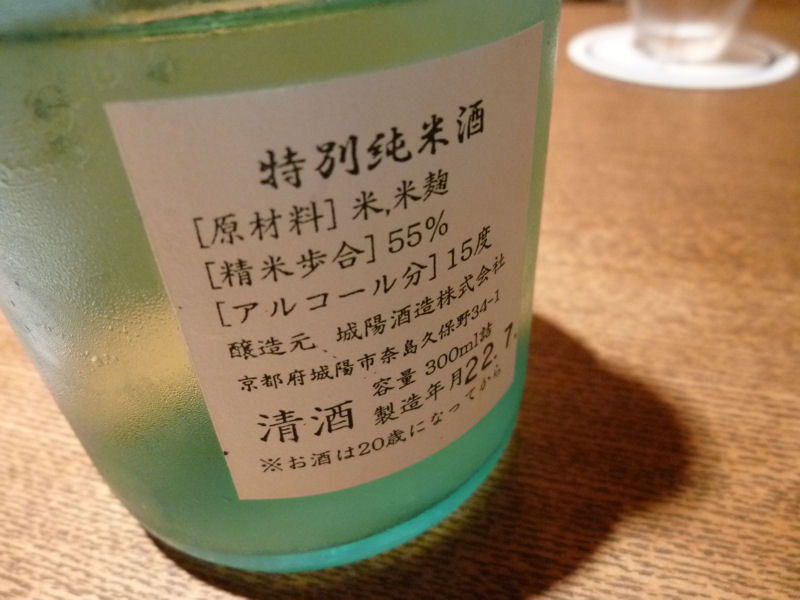 特別純米酒
[原材料] 米,米麹
[精米歩合] 55%
[アルコール分] 15度
醸造元 城陽酒造株式会社
京都府城陽市奈島久保野34-1
容量 300ml詰
清酒 製造年月 22.7.
※お酒は20歳になってから